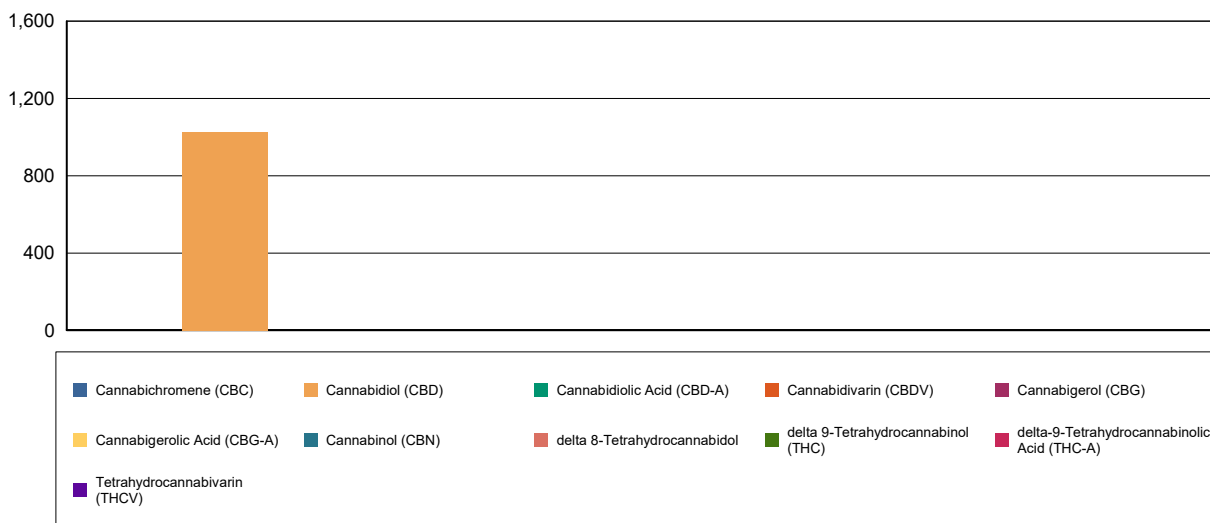 1,600
1,200
800
400
0
Cannabichromene (CBC)
Cannabidiol (CBD)
Cannabidiolic Acid (CBD-A)
Cannabidivarin (CBDV)
Cannabigerol (CBG)
Cannabigerolic Acid (CBG-A)
Cannabinol (CBN)
delta 8-Tetrahydrocannabidol
delta 9-Tetrahydrocannabinol
(THC)
delta-9-Tetrahydrocannabinolic
Acid (THC-A)
Tetrahydrocannabivarin
(THCV)